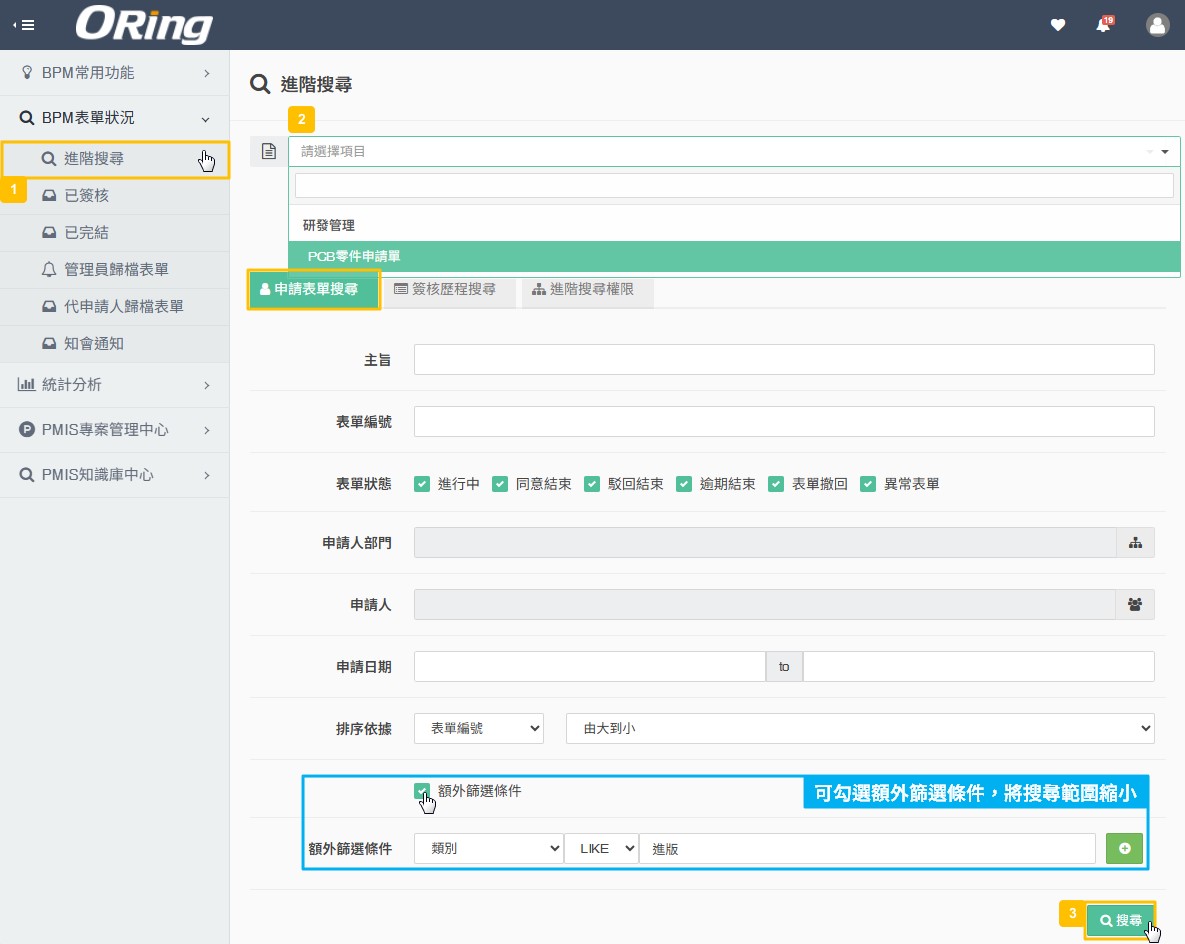 ORing
19
BPM常用功能
BPM表單狀況
進階搜尋
1
已簽核
已完結
管理員歸檔表單
代申請人歸檔表單
知會通知
統計分析
P PMIS專案管理中心
PMIS知識庫中心
進階搜尋
2
請選擇項目
研發管理
PCB零件申請單
申請表單搜尋
簽核歷程搜尋
進階搜尋權限
主旨
表單編號
表單狀態 進行中 同意結束 駁回結束 逾期結束 表單撤回 異常表單
申請人部門
申請人
申請日期 to
排序依據 表單編號 由大到小
額外篩選條件
可勾選額外篩選條件，將搜尋範圍縮小
額外篩選條件 類別 LIKE 進版
3
搜尋